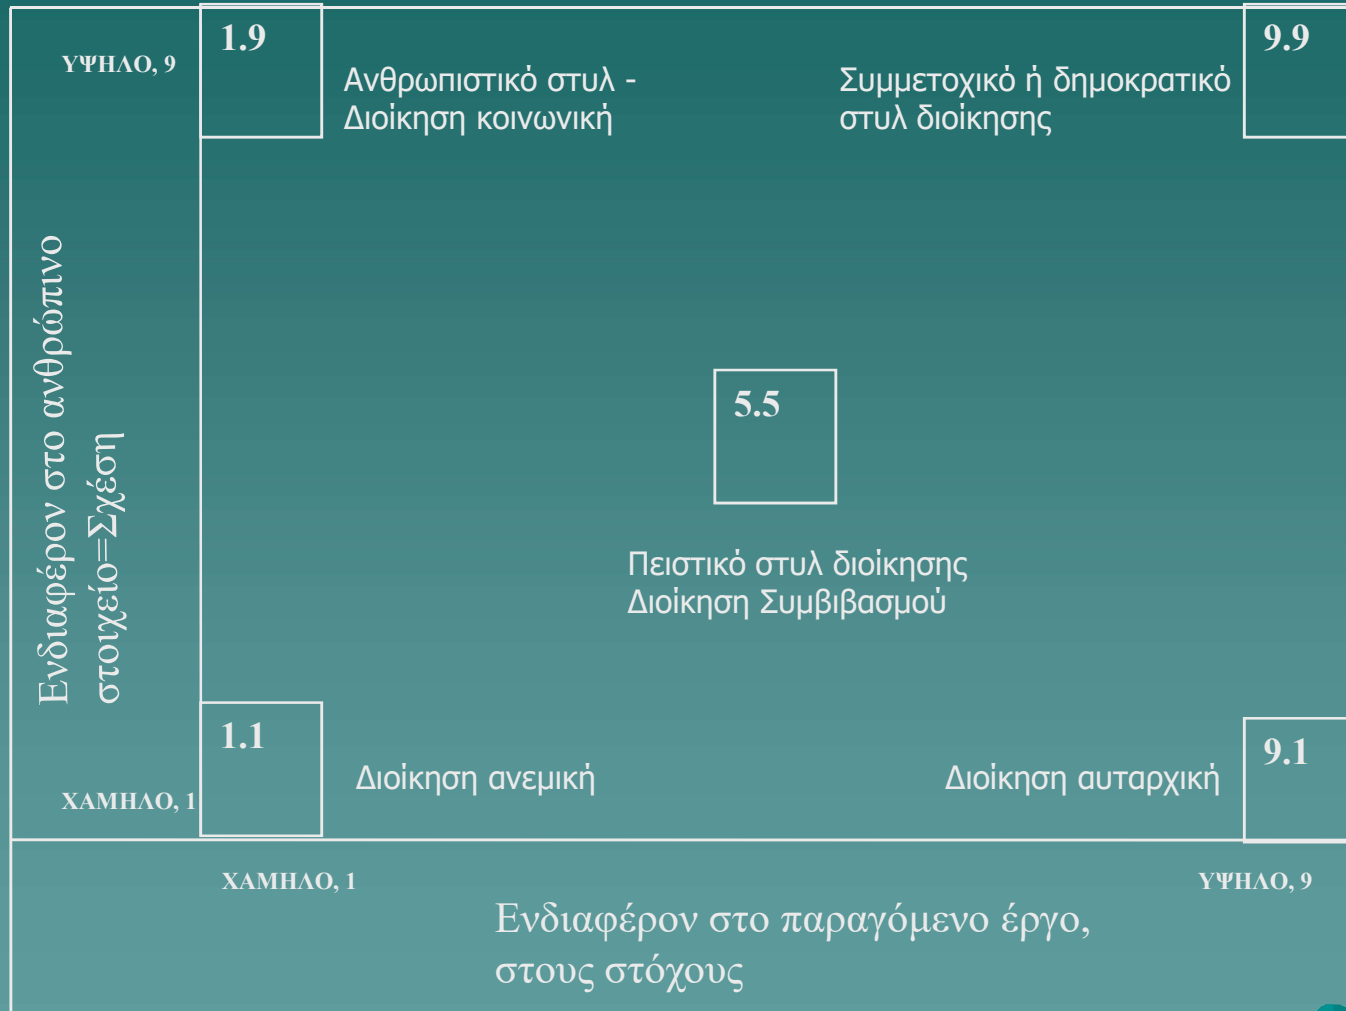 ΥΨΗΛΟ, 9
1.9
9.9
Ανθρωπιστικό στυλ -
Διοίκηση κοινωνική
Συμμετοχικό ή δημοκρατικό
στυλ διοίκησης
Ενδιαφέρον στο ανθρώπινο
στοιχείο=Σχέση
5.5
Πειστικό στυλ διοίκησης
Διοίκηση Συμβιβασμού
1.1
9.1
Διοίκηση ανεμική
Διοίκηση αυταρχική
ΧΑΜΗΛΟ, 1
ΧΑΜΗΛΟ, 1
ΥΨΗΛΟ, 9
Ενδιαφέρον στο παραγόμενο έργο,
στους στόχους